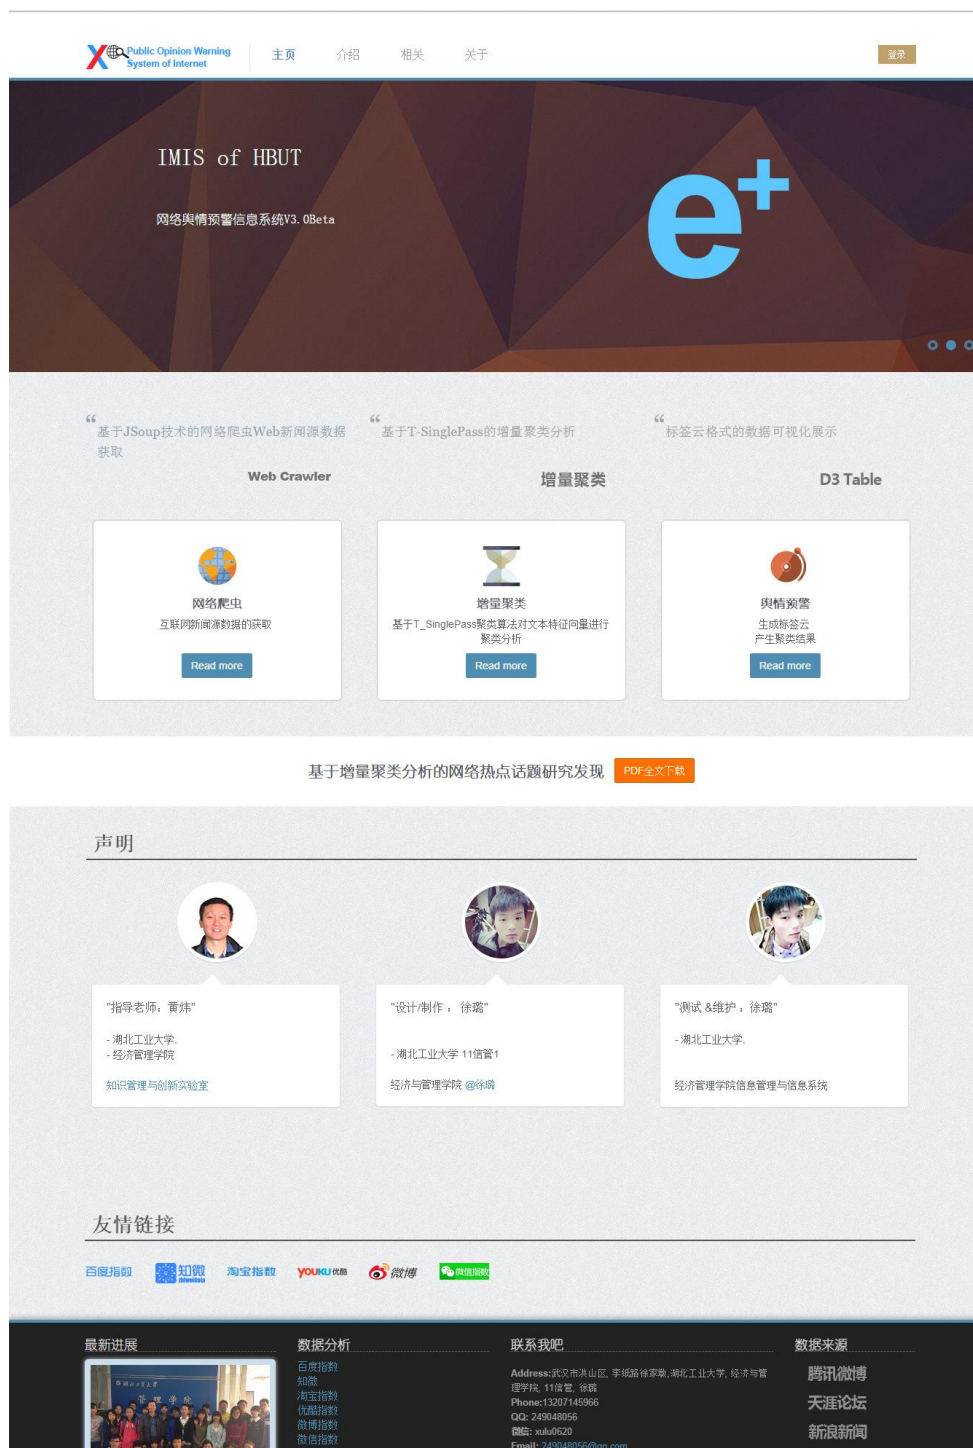 Public Opinion Warning
System of Internet
主页 介绍 相关 关于
登录
IMIS of HBUT
网络舆情预警信息系统V3.0Beta
e+
“基于JSoup技术的网络爬虫Web新闻源数据
获取
Web Crawler
“基于T-SinglePass的增量聚类分析
增量聚类
“标签云格式的数据可视化展示
D3 Table
网络爬虫
互联网新闻源数据的获取
Read more
增量聚类
基于T_SinglePass聚类算法对文本特征向量进行
聚类分析
Read more
舆情预警
生成标签云
产生聚类结果
Read more
基于增量聚类分析的网络热点话题研究发现 PDF全文下载
声明
"指导老师：黄炜"
- 湖北工业大学,
- 经济管理学院
知识管理与创新实验室
"设计/制作 ：徐璐"
- 湖北工业大学 11信管1
经济与管理学院 @徐璐
"测试 &维护 ：徐璐"
- 湖北工业大学,
经济管理学院信息管理与信息系统
友情链接
百度指数 知微 zhiweidata 淘宝指数 YOUKU优酷 微博 微信指数
最新进展
管理学院
数据分析
百度指数
知微
淘宝指数
优酷指数
微博指数
微信指数
联系我吧
Address:武汉市洪山区, 李纸路徐家墩,湖北工业大学, 经济与管
理学院, 11信管, 徐璐
Phone:13207145966
QQ: 249048056
微信: xulu0620
Email: 249048056@qq.com
数据来源
腾讯微博
天涯论坛
新浪新闻